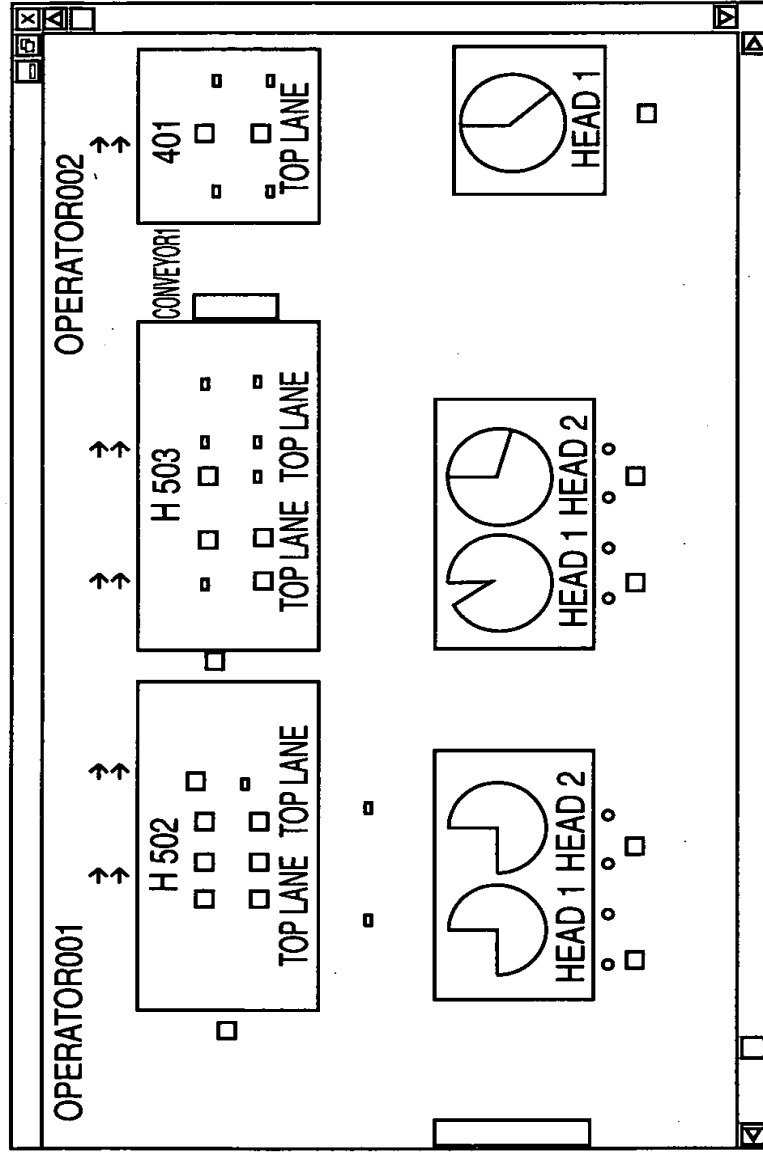 OPERATOR001 OPERATOR002
H 502 H 503 CONVEYOR1 401
TOP LANE TOP LANE TOP LANE TOP LANE TOP LANE
HEAD 1 HEAD 2 HEAD 1 HEAD 2 HEAD 1